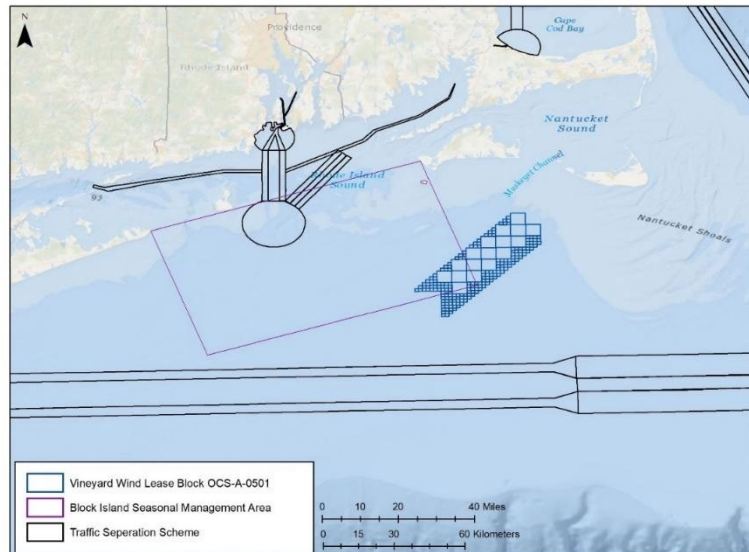 N
Providence
Rhode Island
Cape
Cod Bay
Nantucket
Sound
Muskeget Channel
Rhode Island
Sound
93
Nantucket Shoals
Vineyard Wind Lease Block OCS-A-0501
Block Island Seasonal Management Area
Traffic Seperation Scheme
0 10 20 40 Miles
0 15 30 60 Kilometers